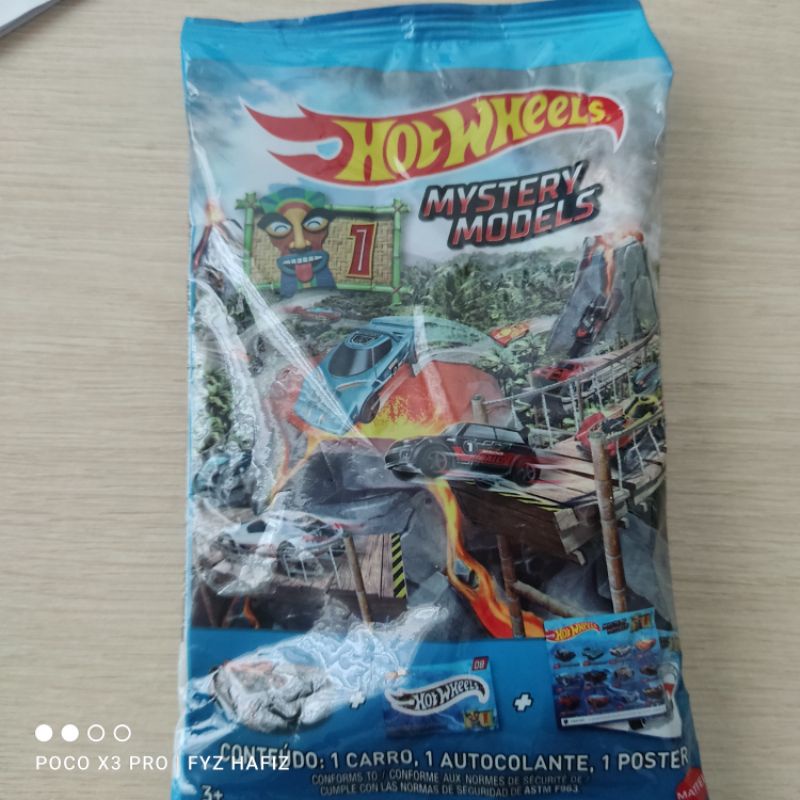 HOT WHEELS
MYSTERY
MODELS
1
1
08
HOT WHEELS
HOT WHEELS
+
+
CONTEÚDO: 1 CARRO, 1 AUTOCOLANTE, 1 POSTER
CONFORMS TO / CONFORME AUX NORMES DE SÉCURITÉ DE /
CUMPLE CON LAS NORMAS DE SEGURIDAD DE ASTM F963
3+
POCO X3 PRO | FYZ HAFIZ